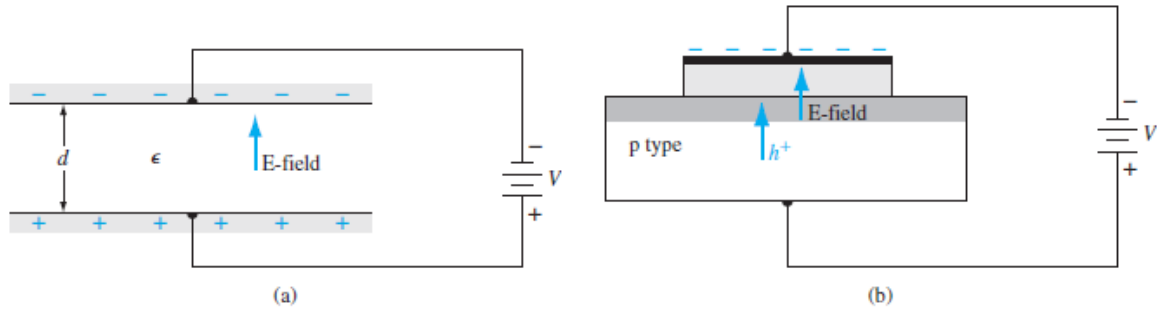 − − − − − −
d
ϵ
E-field
−
V
+
+ + + + + +
(a)
− − − − − −
E-field
p type
h⁺
−
V
+
(b)